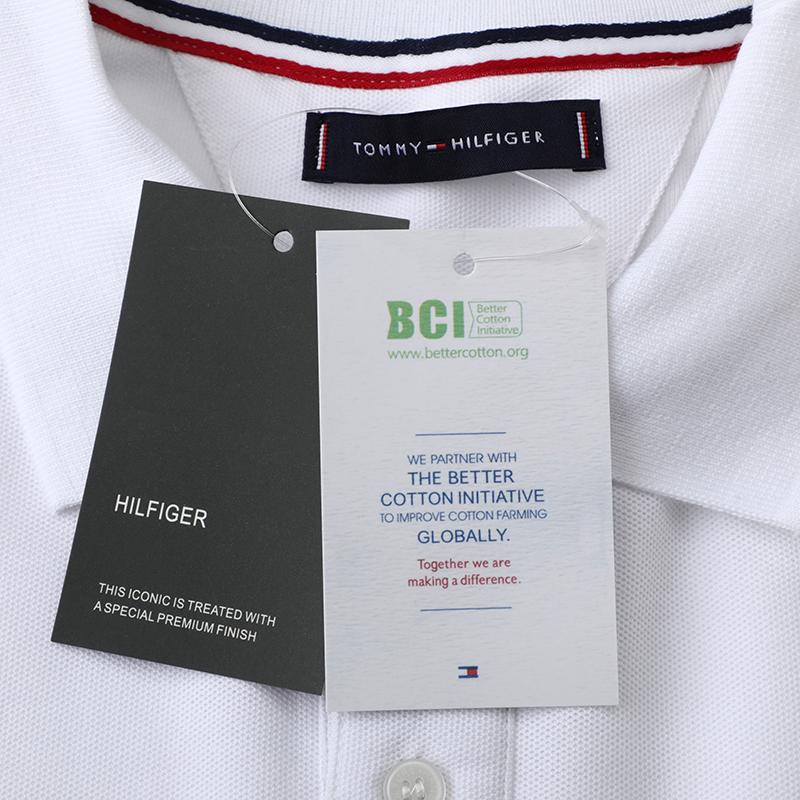 TOMMY HILFIGER
HILFIGER
THIS ICONIC IS TREATED WITH
A SPECIAL PREMIUM FINISH
BCI
Better
Cotton
Initiative
www.bettercotton.org
WE PARTNER WITH
THE BETTER
COTTON INITIATIVE
TO IMPROVE COTTON FARMING
GLOBALLY.
Together we are
making a difference.